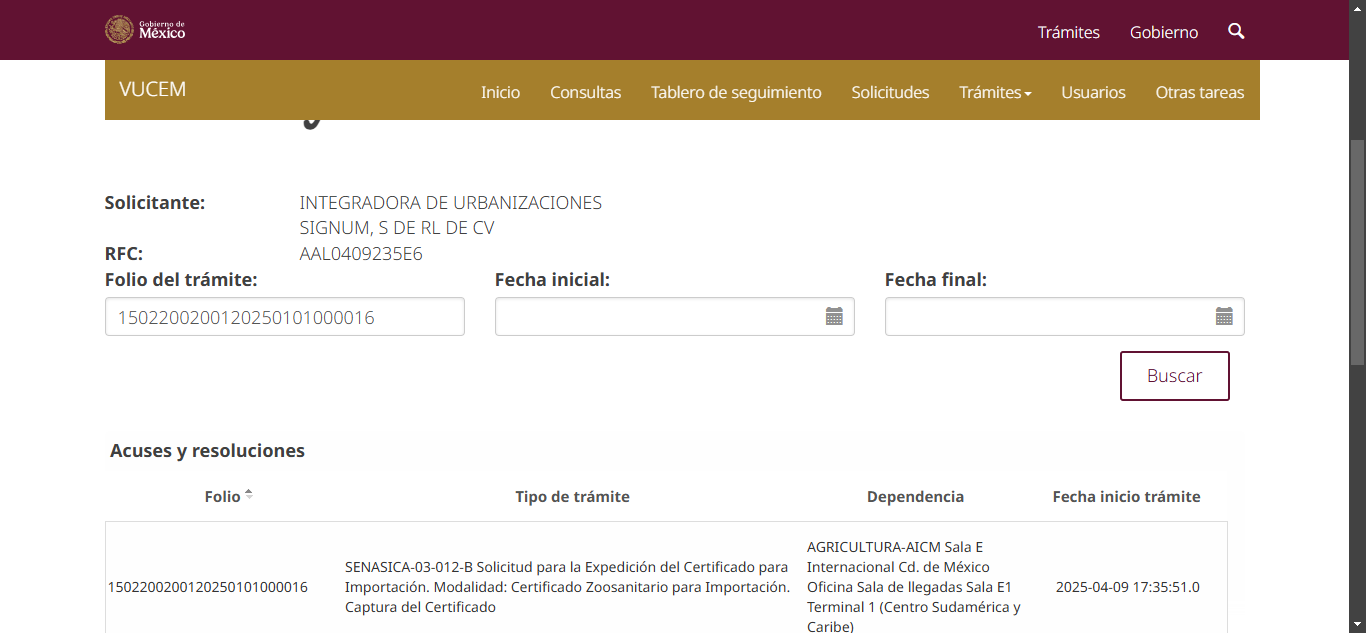 Gobierno de
México
Trámites
Gobierno
VUCEM
Inicio
Consultas
Tablero de seguimiento
Solicitudes
Trámites
Usuarios
Otras tareas
Solicitante:
INTEGRADORA DE URBANIZACIONES
SIGNUM, S DE RL DE CV
RFC:
AAL0409235E6
Folio del trámite:
Fecha inicial:
Fecha final:
1502200200120250101000016
Buscar
Acuses y resoluciones
Folio
Tipo de trámite
Dependencia
Fecha inicio trámite
1502200200120250101000016
SENASICA-03-012-B Solicitud para la Expedición del Certificado para
Importación. Modalidad: Certificado Zoosanitario para Importación.
Captura del Certificado
AGRICULTURA-AICM Sala E
Internacional Cd. de México
Oficina Sala de llegadas Sala E1
Terminal 1 (Centro Sudamérica y
Caribe)
2025-04-09 17:35:51.0